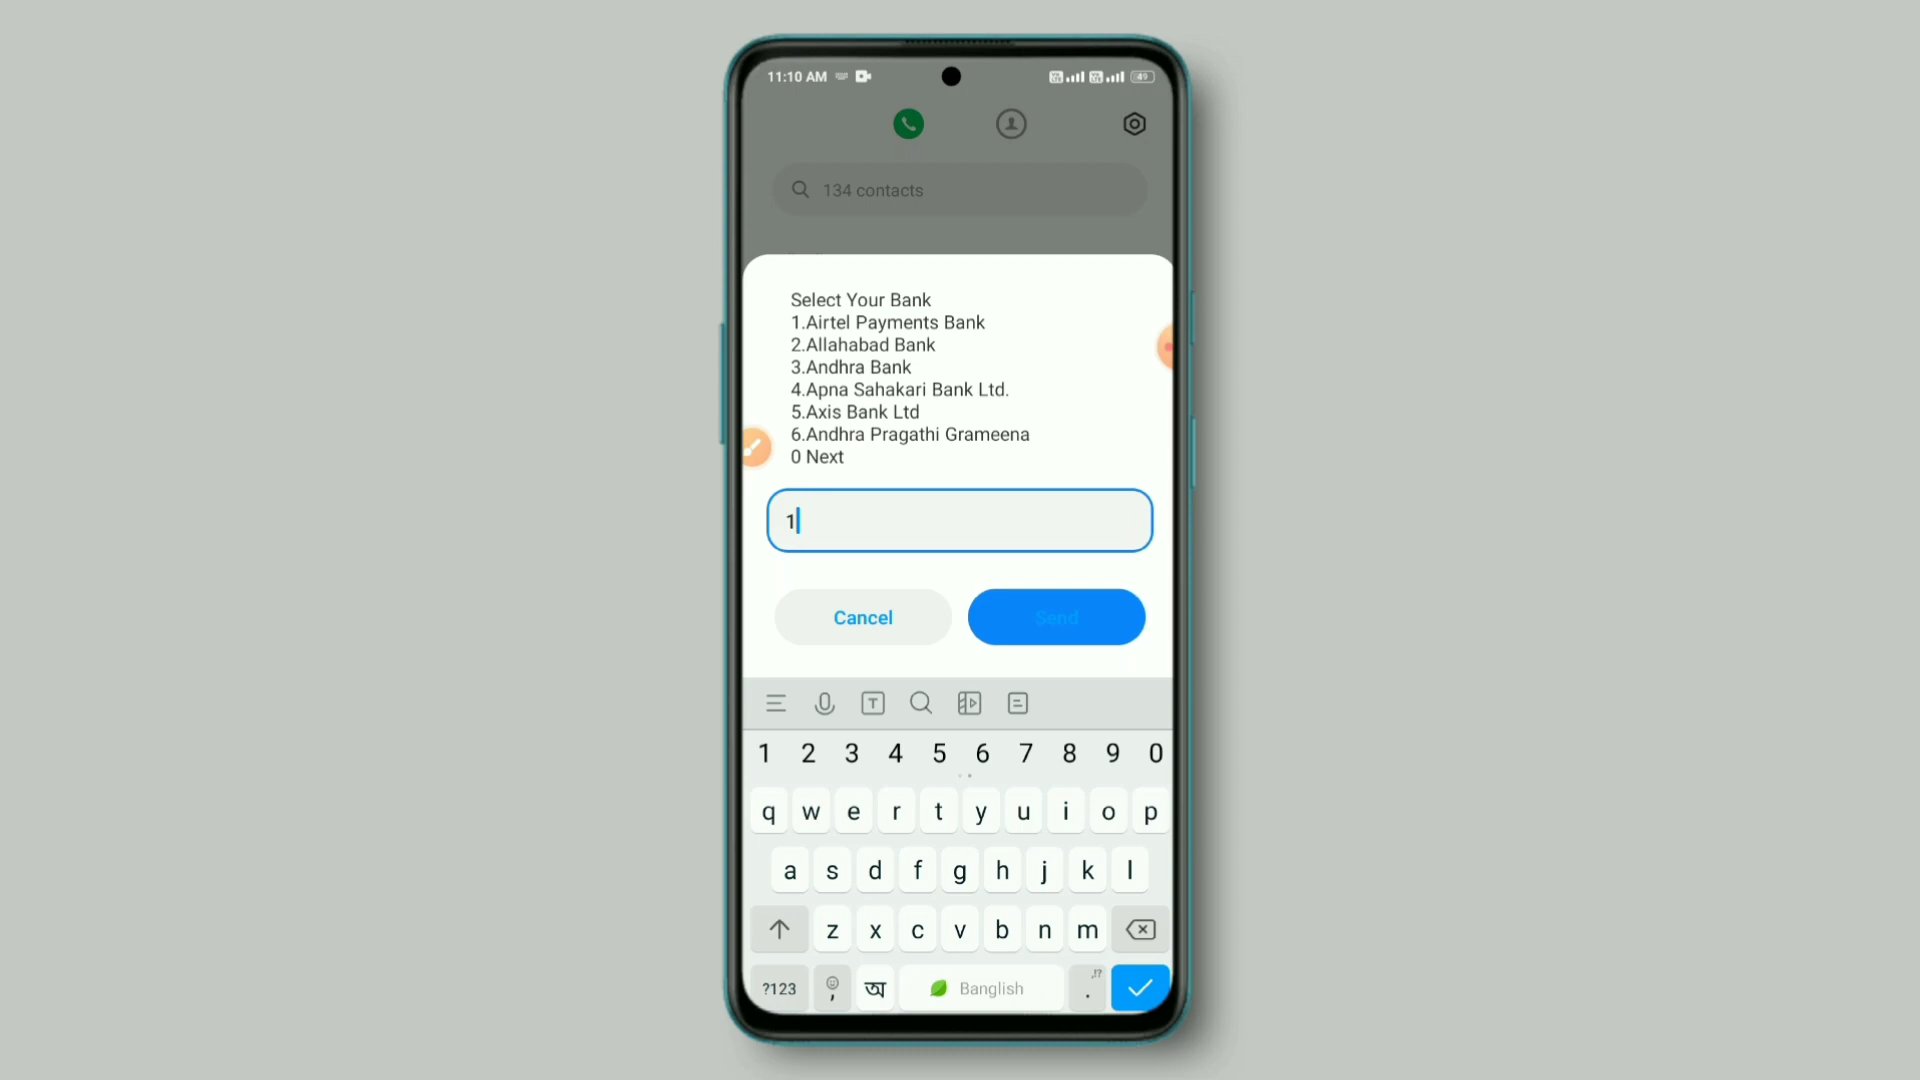 11:10 AM
49
134 contacts
Select Your Bank
1.Airtel Payments Bank
2.Allahabad Bank
3.Andhra Bank
4.Apna Sahakari Bank Ltd.
5.Axis Bank Ltd
6.Andhra Pragathi Grameena
0 Next
1
Cancel Send
T
1 2 3 4 5 6 7 8 9 0
q w e r t y u i o p
a s d f g h j k l
z x c v b n m
?123 , অ Banglish . ,!?